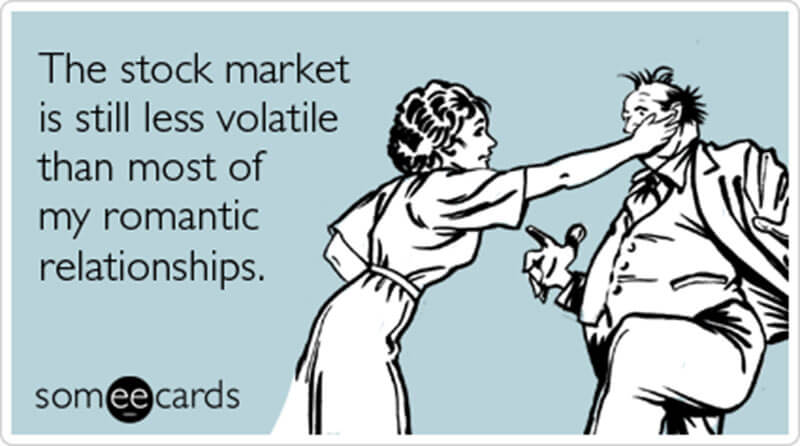 The stock market
is still less volatile
than most of
my romantic
relationships.
someecards